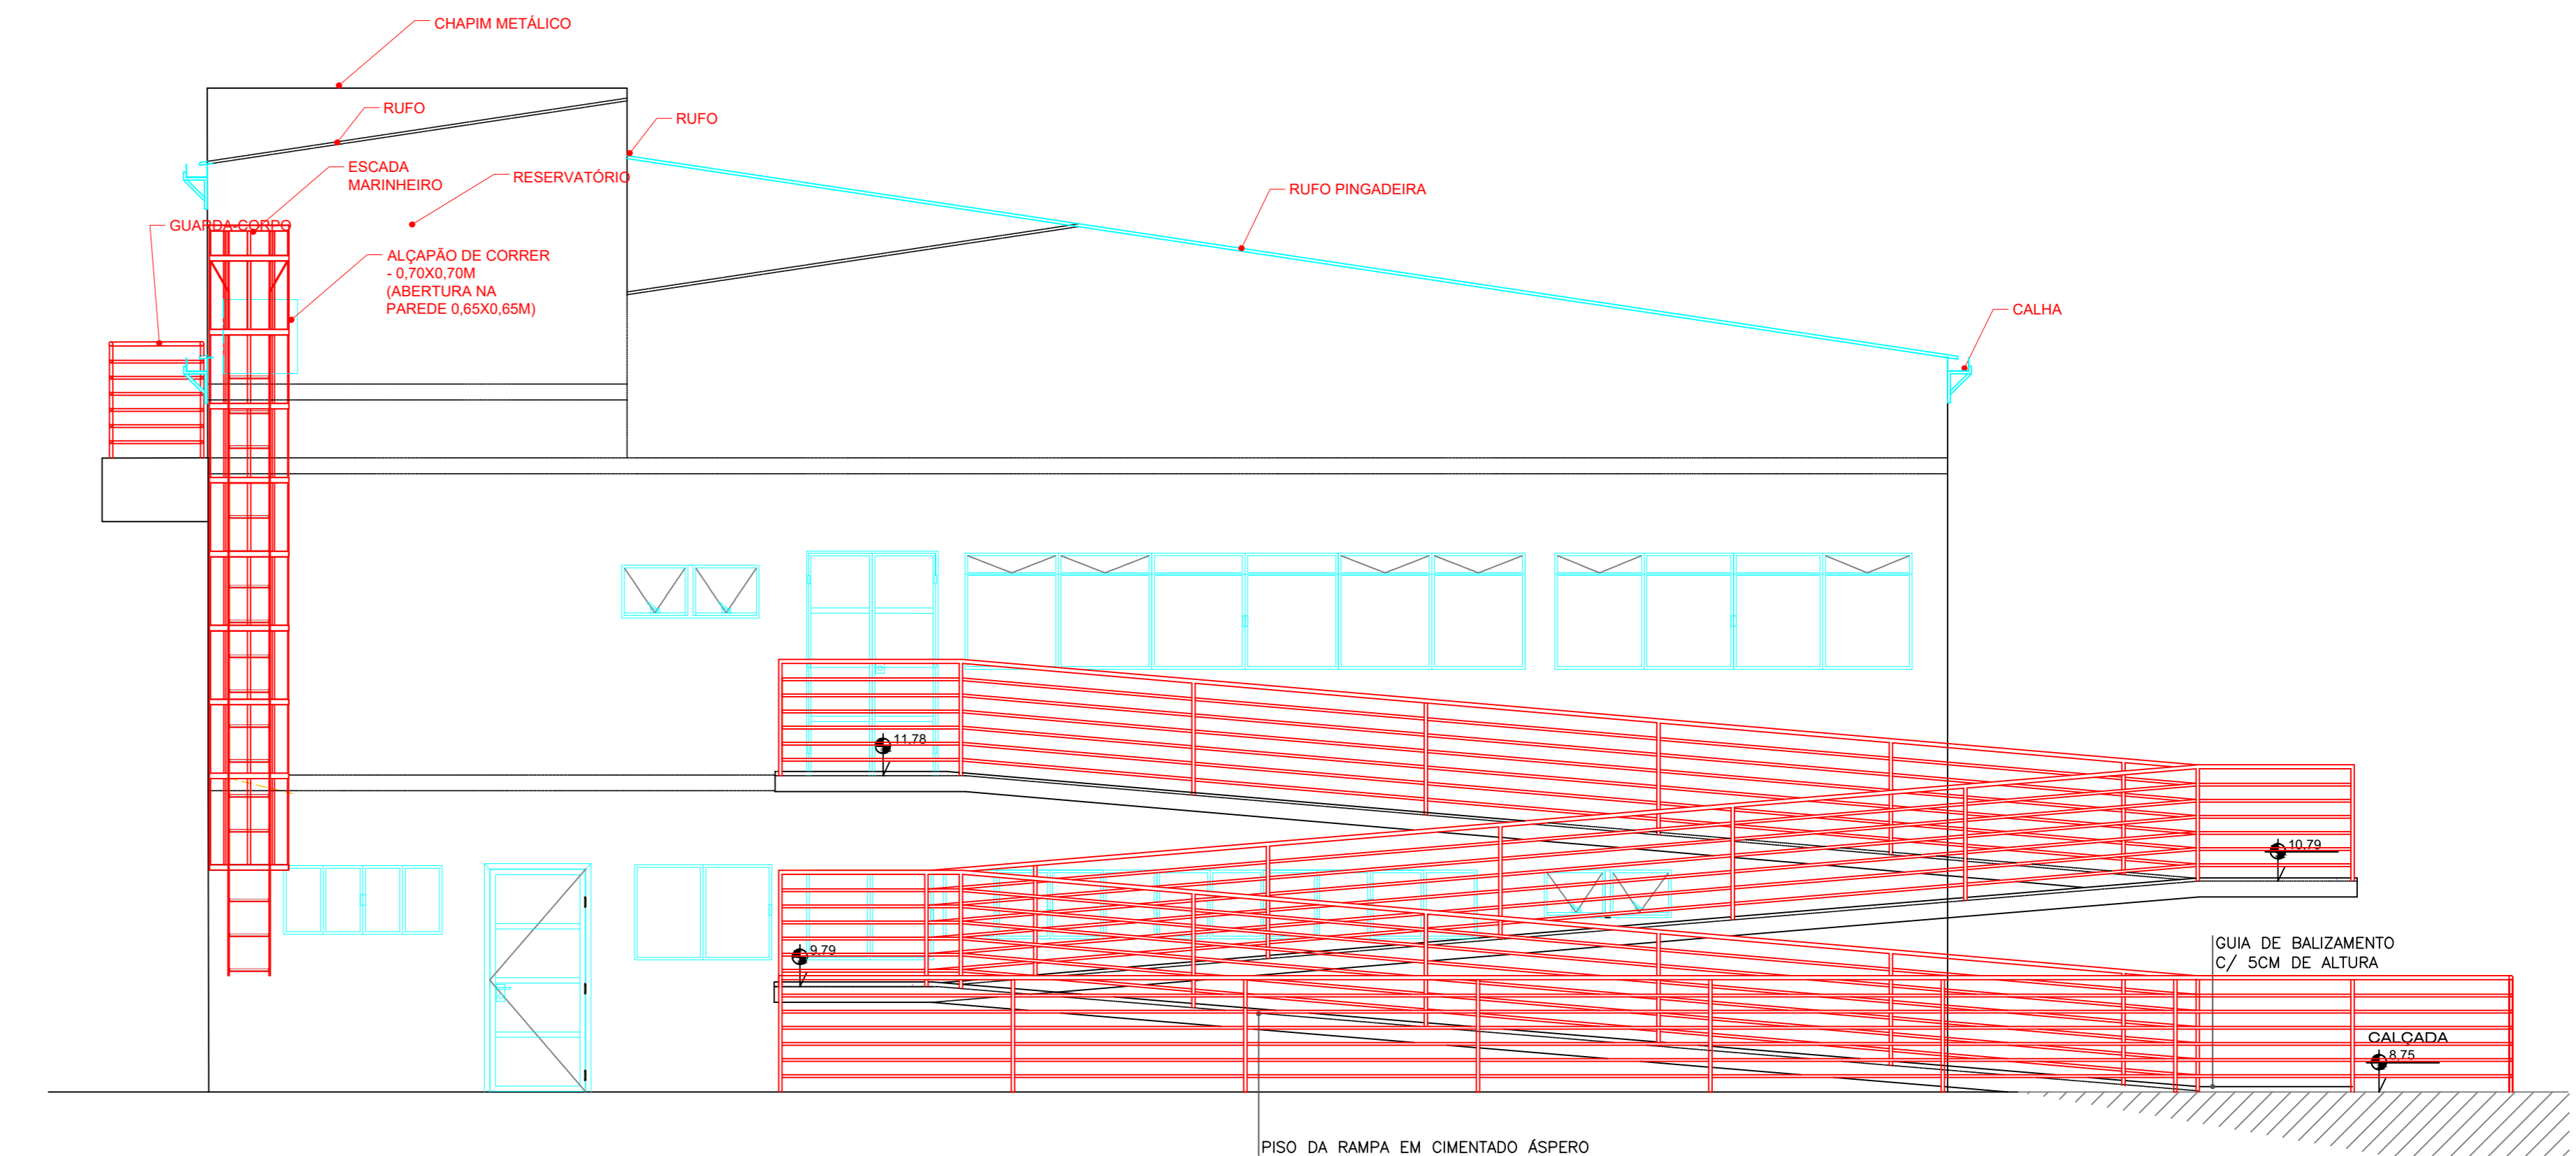 CHAPIM METÁLICO
RUFO
RUFO
ESCADA
MARINHEIRO
RESERVATÓRIO
RUFO PINGADEIRA
GUARDA-CORPO
ALÇAPÃO DE CORRER
- 0,70X0,70M
(ABERTURA NA
PAREDE 0,65X0,65M)
CALHA
11,78
10,79
9,79
GUIA DE BALIZAMENTO
C/ 5CM DE ALTURA
CALÇADA
8,75
PISO DA RAMPA EM CIMENTADO ÁSPERO